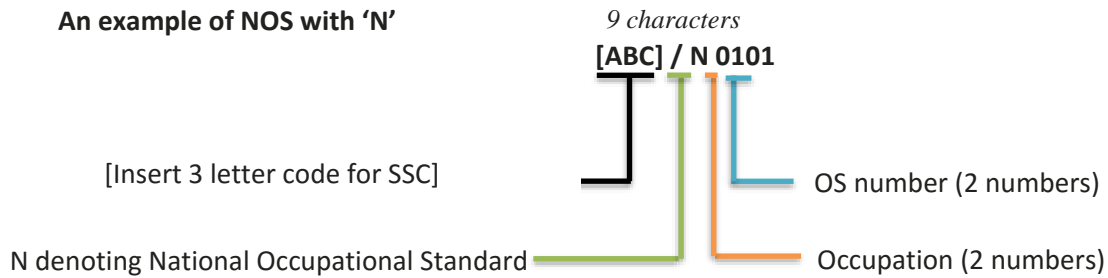 An example of NOS with ‘N’
9 characters
[ABC] / N 0101
[Insert 3 letter code for SSC]
OS number (2 numbers)
N denoting National Occupational Standard
Occupation (2 numbers)